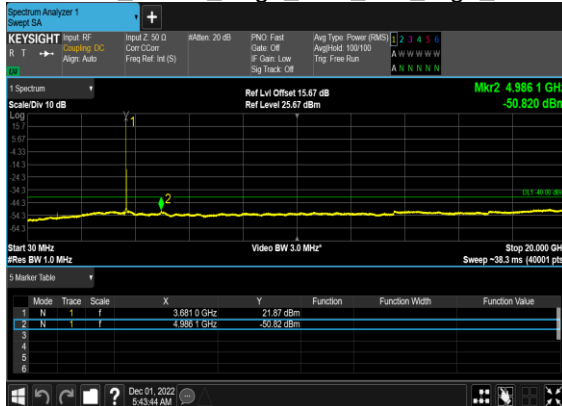 Spectrum Analyzer 1
Swept SA
+
KEYSIGHT Input: RF Input Z: 50 Ω #Atten: 20 dB PNO: Fast Avg Type: Power (RMS) 1 2 3 4 5 6
R T Coupling: DC Corr CCorr Gate: Off Avg|Hold: 100/100 A W W W W W
Align: Auto Freq Ref: Int (S) IF Gain: Low Trig: Free Run
LU Sig Track: Off A N N N N N
1 Spectrum Ref Lvl Offset 15.67 dB Mkr2 4.986 1 GHz
Scale/Div 10 dB Ref Level 25.67 dBm -50.820 dBm
Log
15.7
5.67
-4.33
-14.3
-24.3
-34.3
-44.3
-54.3
-64.3
1
2
DL1 -40.00 dBm
Start 30 MHz Video BW 3.0 MHz* Stop 20.000 GHz
#Res BW 1.0 MHz Sweep ~38.3 ms (40001 pts)
5 Marker Table
Mode Trace Scale X Y Function Function Width Function Value
1 N 1 f 3.681 0 GHz 21.87 dBm
2 N 1 f 4.986 1 GHz -50.82 dBm
3
4
5
6
? Dec 01, 2022
5:43:44 AM